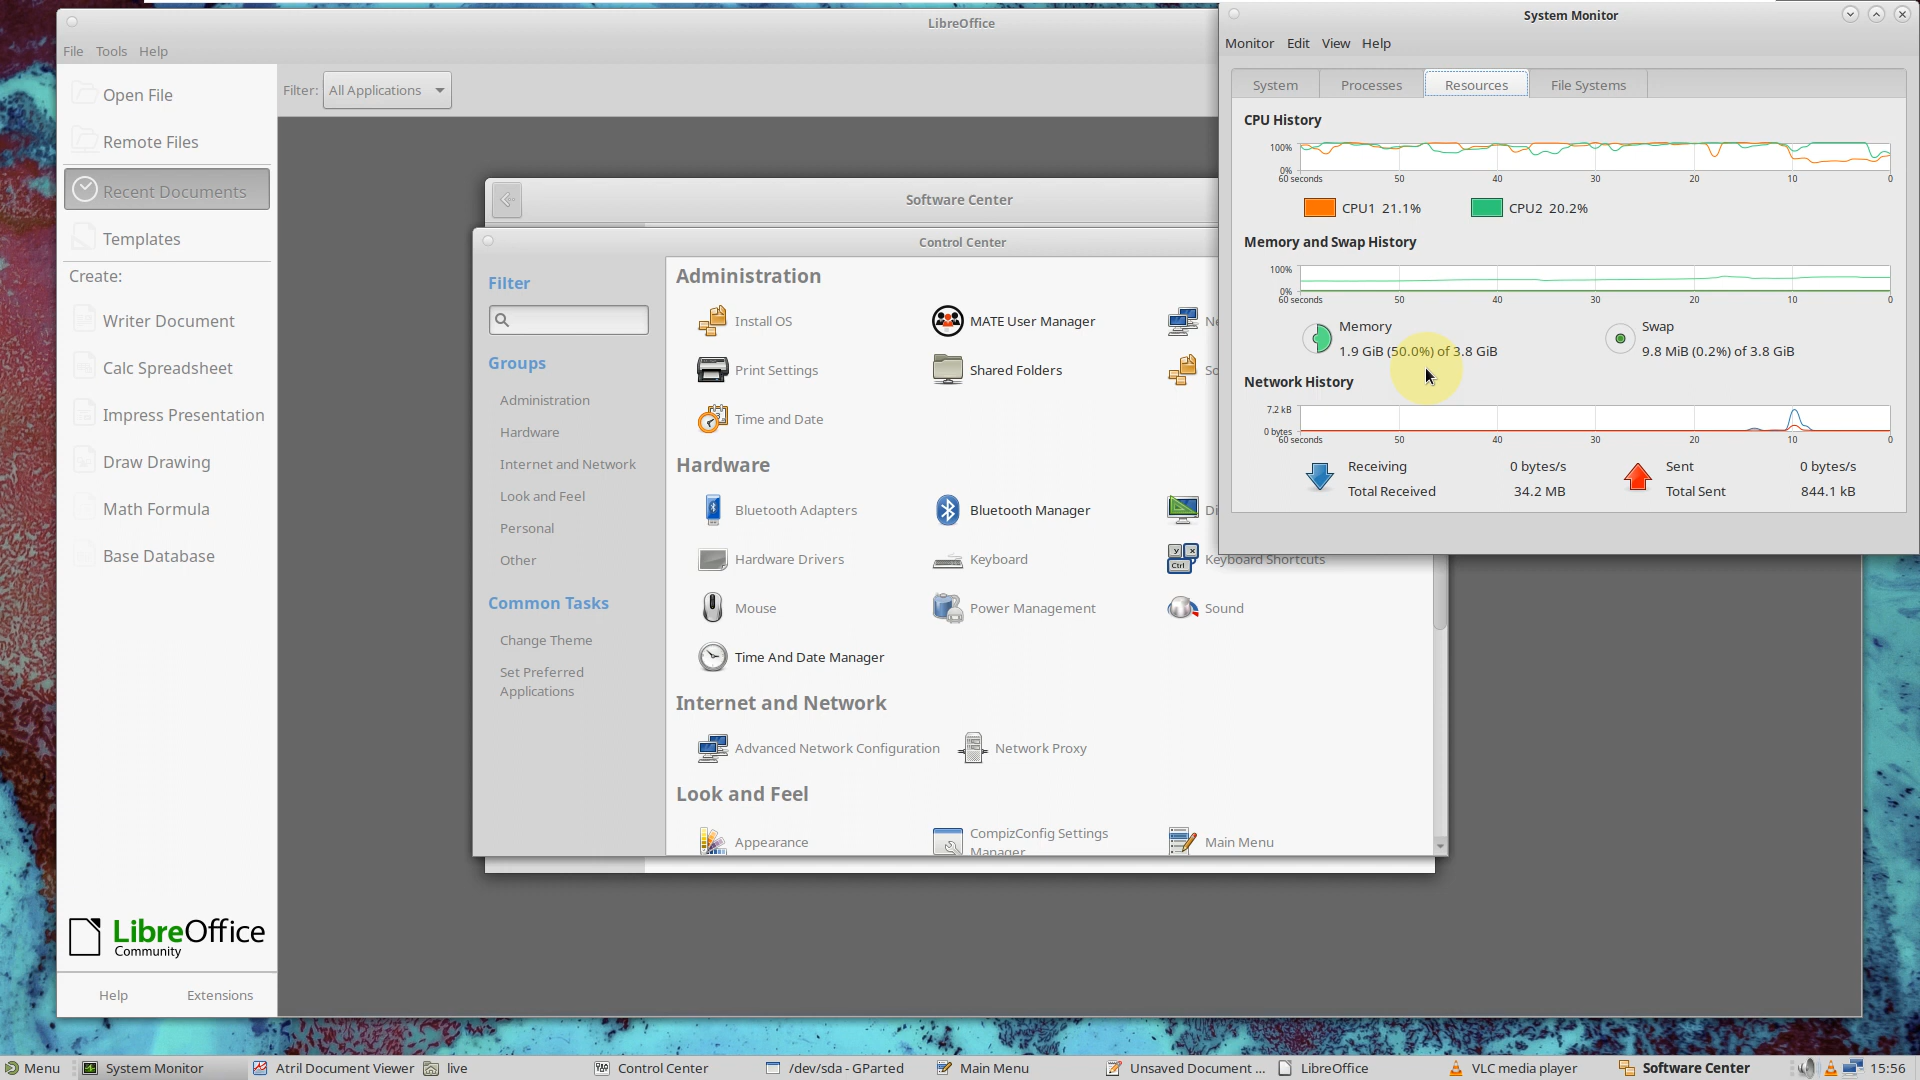 LibreOffice
File Tools Help
Open File
Remote Files
Recent Documents
Templates
Create:
Writer Document
Calc Spreadsheet
Impress Presentation
Draw Drawing
Math Formula
Base Database
LibreOffice
Community
Help Extensions
Filter: All Applications
Software Center
Control Center
Filter
Groups
Administration
Hardware
Internet and Network
Look and Feel
Personal
Other
Common Tasks
Change Theme
Set Preferred
Applications
Administration
Install OS MATE User Manager Ne
Print Settings Shared Folders So
Time and Date
Hardware
Bluetooth Adapters Bluetooth Manager Di
Hardware Drivers Keyboard Keyboard Shortcuts
Mouse Power Management Sound
Time And Date Manager
Internet and Network
Advanced Network Configuration Network Proxy
Look and Feel
Appearance CompizConfig Settings Main Menu
Manager
System Monitor
Monitor Edit View Help
System Processes Resources File Systems
CPU History
100%
0%
60 seconds 50 40 30 20 10 0
CPU1 21.1% CPU2 20.2%
Memory and Swap History
100%
0%
60 seconds 50 40 30 20 10 0
Memory Swap
1.9 GiB (50.0%) of 3.8 GiB 9.8 MiB (0.2%) of 3.8 GiB
Network History
7.2 kB
0 bytes
60 seconds 50 40 30 20 10 0
Receiving 0 bytes/s Sent 0 bytes/s
Total Received 34.2 MB Total Sent 844.1 kB
Menu System Monitor Atril Document Viewer live Control Center /dev/sda - GParted Main Menu Unsaved Document ... LibreOffice VLC media player Software Center 15:56